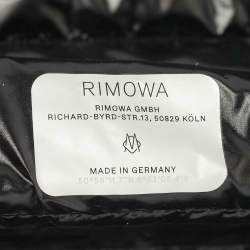 RIMOWA
RIMOWA GMBH
RICHARD-BYRD-STR.13, 50829 KÖLN
MADE IN GERMANY